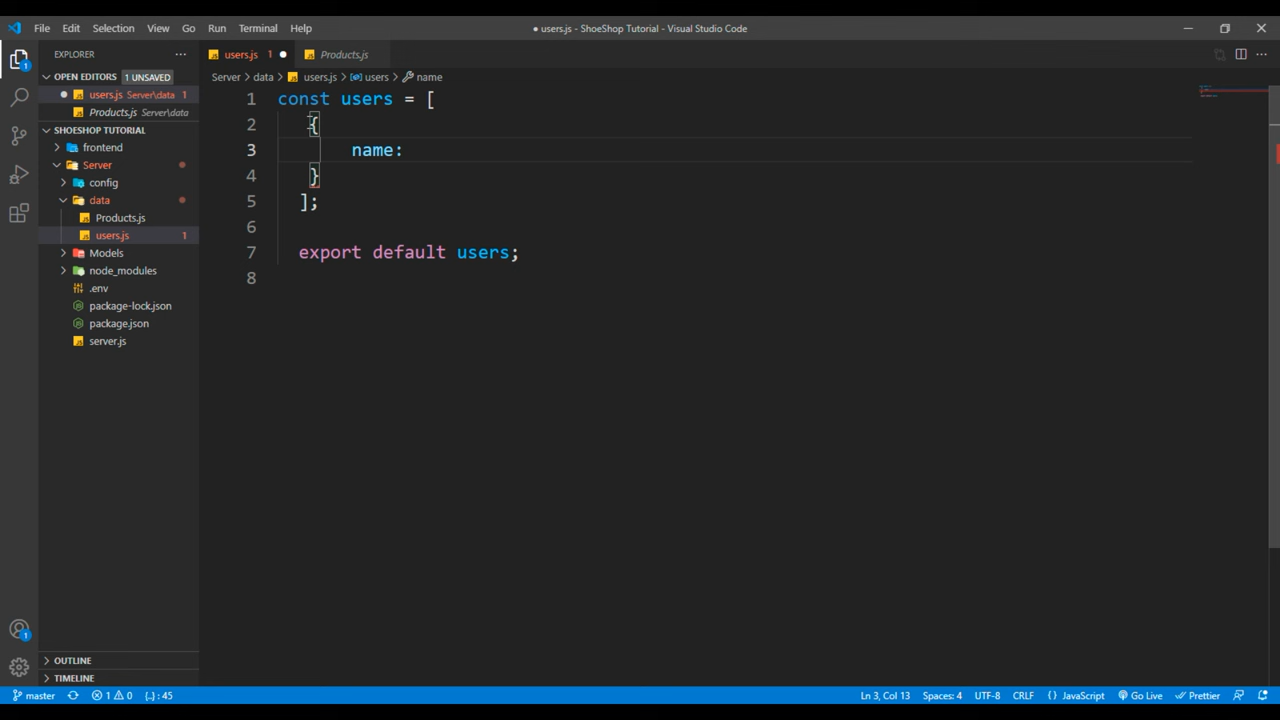 File Edit Selection View Go Run Terminal Help
● users.js - ShoeShop Tutorial - Visual Studio Code
EXPLORER
users.js 1 ●
Products.js
OPEN EDITORS 1 UNSAVED
Server > data > users.js > users > name
● users.js Server\data 1
Products.js Server\data
SHOESHOP TUTORIAL
frontend
Server
config
data
Products.js
users.js 1
Models
node_modules
.env
package-lock.json
package.json
server.js
1 const users = [
2 {
3 name:
4 }
5 ];
6
7 export default users;
8
1
1
OUTLINE
TIMELINE
master 1 0 {..} : 45 Ln 3, Col 13 Spaces: 4 UTF-8 CRLF {} JavaScript Go Live Prettier